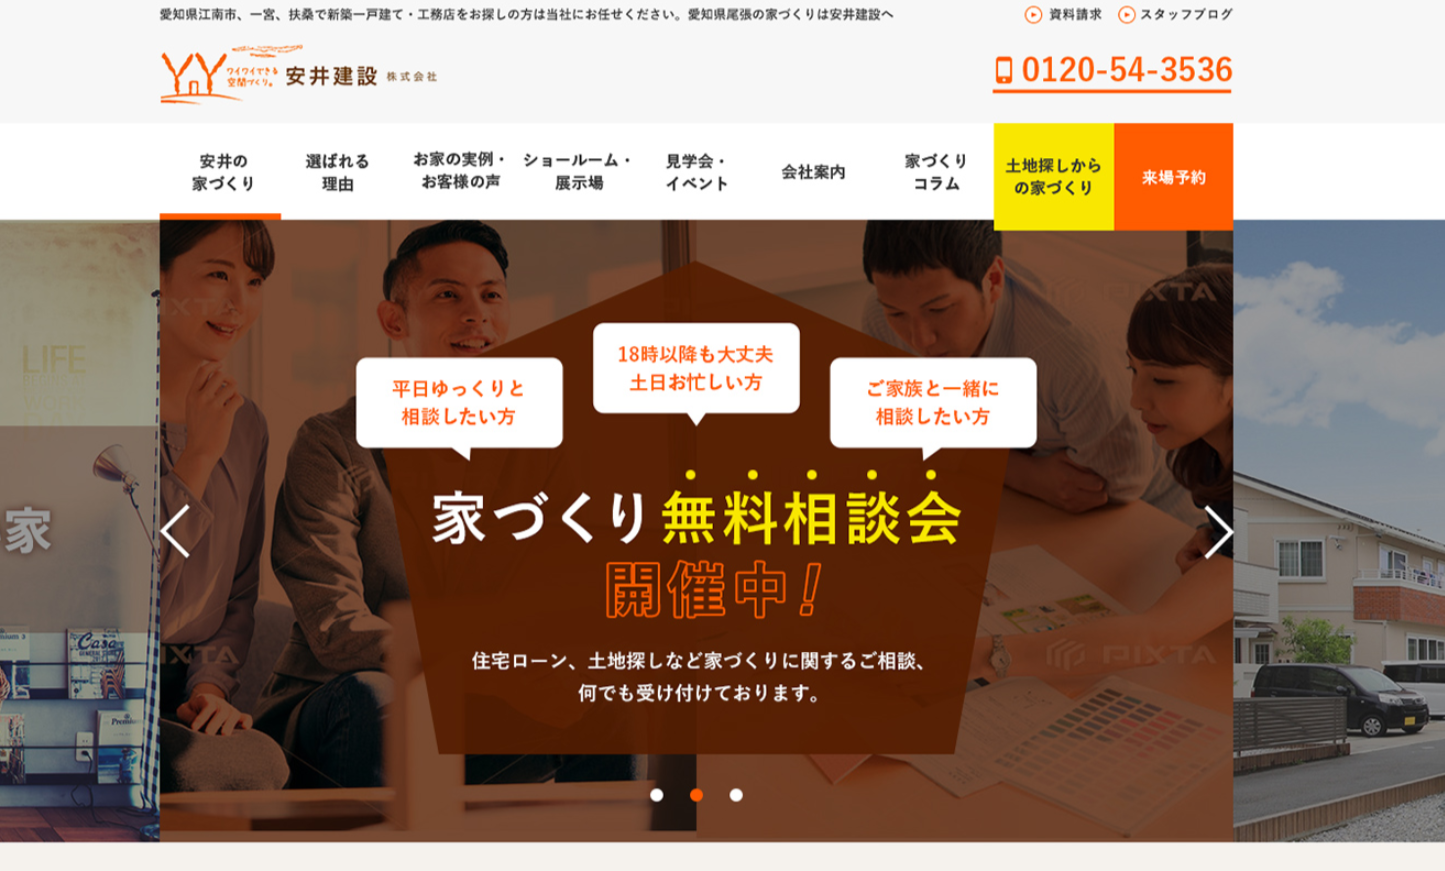 愛知県江南市、一宮、扶桑で新築一戸建て・工務店をお探しの方は当社にお任せください。愛知県尾張の家づくりは安井建設へ
資料請求
スタッフブログ
ワイワイできる
空間づくり。
安井建設 株式会社
0120-54-3536
安井の
家づくり
選ばれる
理由
お家の実例・
お客様の声
ショールーム・
展示場
見学会・
イベント
会社案内
家づくり
コラム
土地探しから
の家づくり
来場予約
平日ゆっくりと
相談したい方
18時以降も大丈夫
土日お忙しい方
ご家族と一緒に
相談したい方
家づくり無料相談会
開催中!
住宅ローン、土地探しなど家づくりに関するご相談、
何でも受け付けております。
家
LIFE
Casa
Premium
PIXTA
PIXTA
PIXTA
PIXTA